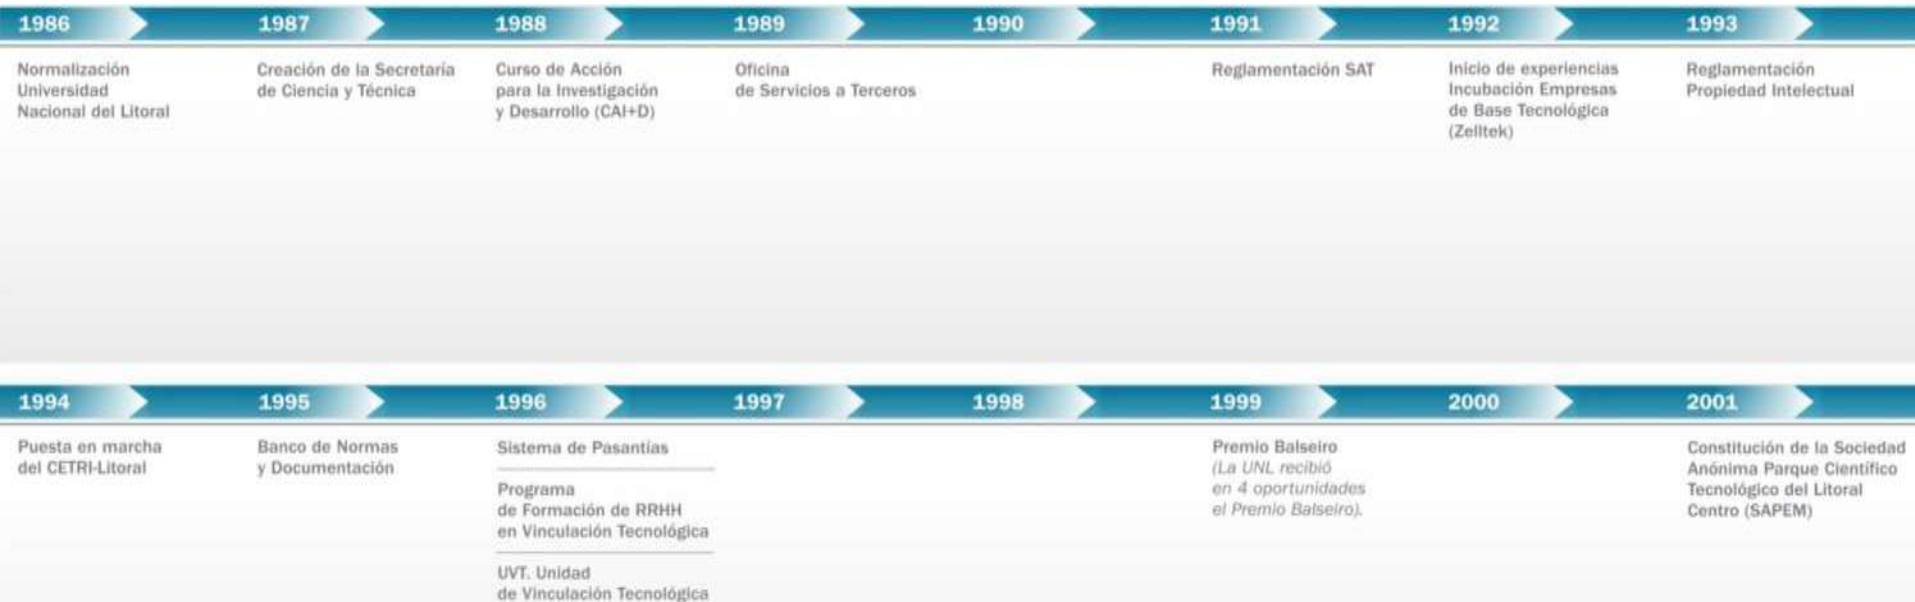 1986 1987 1988 1989 1990 1991 1992 1993
Normalización
Universidad
Nacional del Litoral
Creación de la Secretaría
de Ciencia y Técnica
Curso de Acción
para la Investigación
y Desarrollo (CAI+D)
Oficina
de Servicios a Terceros
Reglamentación SAT
Inicio de experiencias
Incubación Empresas
de Base Tecnológica
(Zelltek)
Reglamentación
Propiedad Intelectual
1994 1995 1996 1997 1998 1999 2000 2001
Puesta en marcha
del CETRI-Litoral
Banco de Normas
y Documentación
Sistema de Pasantías
Programa
de Formación de RRHH
en Vinculación Tecnológica
UVT. Unidad
de Vinculación Tecnológica
Premio Balseiro
(La UNL recibió
en 4 oportunidades
el Premio Balseiro).
Constitución de la Sociedad
Anónima Parque Científico
Tecnológico del Litoral
Centro (SAPEM)